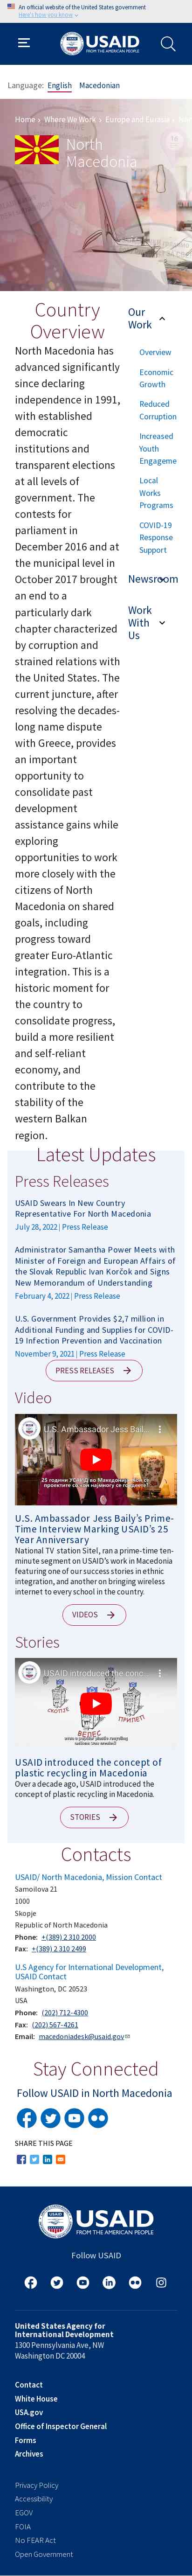 An official website of the United States government
Here's how you know
USAID
FROM THE AMERICAN PEOPLE
Language: English Macedonian
Home › Where We Work › Europe and Eurasia ›
North
Macedonia
Country
Overview
North Macedonia has
advanced significantly
since declaring
independence in 1991,
with established
democratic
institutions and
transparent elections
at all levels of
government. The
contest for
parliament in
December 2016 and at
the municipal level in
October 2017 brought
an end to a
particularly dark
chapter of corruption
and strained
relations with the
United States. The
current juncture, after
resolving the decades-
long name dispute
with Greece, provides
an important
opportunity to
consolidate past
development
assistance gains while
exploring
opportunities to work
more closely with the
citizens of North
Macedonia on shared
goals, including
progress toward
greater Euro-Atlantic
Integration. This is a
historic moment for
the country to
consolidate progress,
build a more resilient
and self-reliant
economy, and
contribute to the
stability of the
western Balkan
region.
Our
Work
Overview
Economic
Growth
Reduced
Corruption
Increased
Youth
Engageme
Local
Works
Programs
COVID-19
Response
Support
Newsroom
Work
With
Us
Latest Updates
Press Releases
USAID Swears In New Country
Representative For North Macedonia
July 28, 2022 | Press Release
Administrator Samantha Power Meets with
Minister of Foreign and European Affairs of
the Slovak Republic Ivan Korčok and Signs
New Memorandum of Understanding
February 4, 2022 | Press Release
U.S. Government Provides $2,7 million in
Additional Funding and Supplies for COVID-
19 Infection Prevention and Vaccination
November 9, 2021 | Press Release
PRESS RELEASES
Video
U.S. Ambassador Jess Bail...
25 години УСАИД во Македонија
U.S. Ambassador Jess Baily's Prime-
Time Interview Marking USAID's 25
Year Anniversary
National TV station Sitel, ran a prime-time ten-
minute segment on USAID's work in Macedonia
featuring one of our success stories in ethnic
integration, and another emphasizing the
positive impact on small business and, thus,
direct improvements in people's lives and
growth in the country's economy.
VIDEOS
Stories
USAID introduced the conc...
СКОПЈЕ
ПРИЛЕП
USAID introduced the concept of
plastic recycling in Macedonia
Over a decade ago, USAID introduced the
concept of plastic recycling in Macedonia.
STORIES
Contacts
USAID/ North Macedonia, Mission Contact
Samoilova 21
1000
Skopje
Republic of North Macedonia
Phone: +(389) 2 310 2000
Fax: +(389) 2 310 2499
U.S Agency for International Development,
USAID Contact
Washington, DC 20523
USA
Phone: (202) 712-4300
Fax: (202) 567-4261
Email: macedoniadesk@usaid.gov
Stay Connected
Follow USAID in North Macedonia
SHARE THIS PAGE
USAID
FROM THE AMERICAN PEOPLE
Follow USAID
United States Agency for
International Development
1300 Pennsylvania Ave, NW
Washington DC 20004
Contact
White House
USA.gov
Office of Inspector General
Forms
Archives
Privacy Policy
Accessibility
EGOV
FOIA
No FEAR Act
Open Government